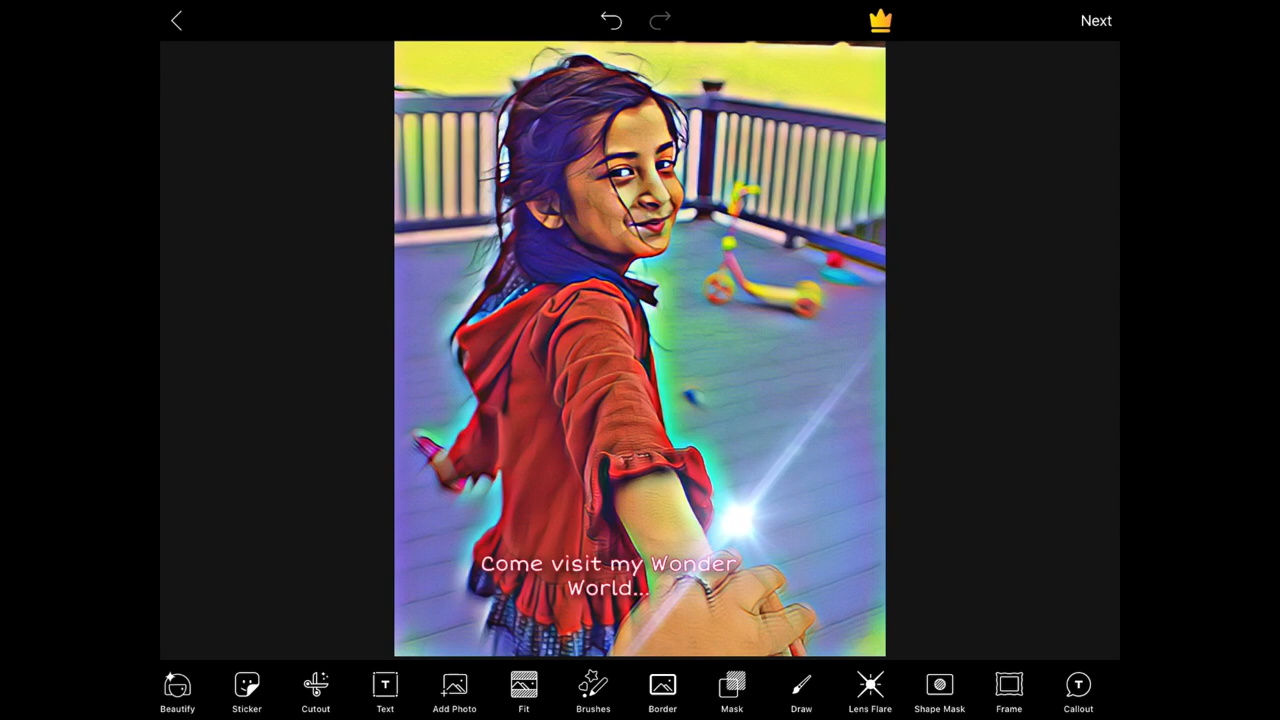 Next
Come visit my Wonder
World...
Beautify
Sticker
Cutout
Text
Add Photo
Fit
Brushes
Border
Mask
Draw
Lens Flare
Shape Mask
Frame
Callout